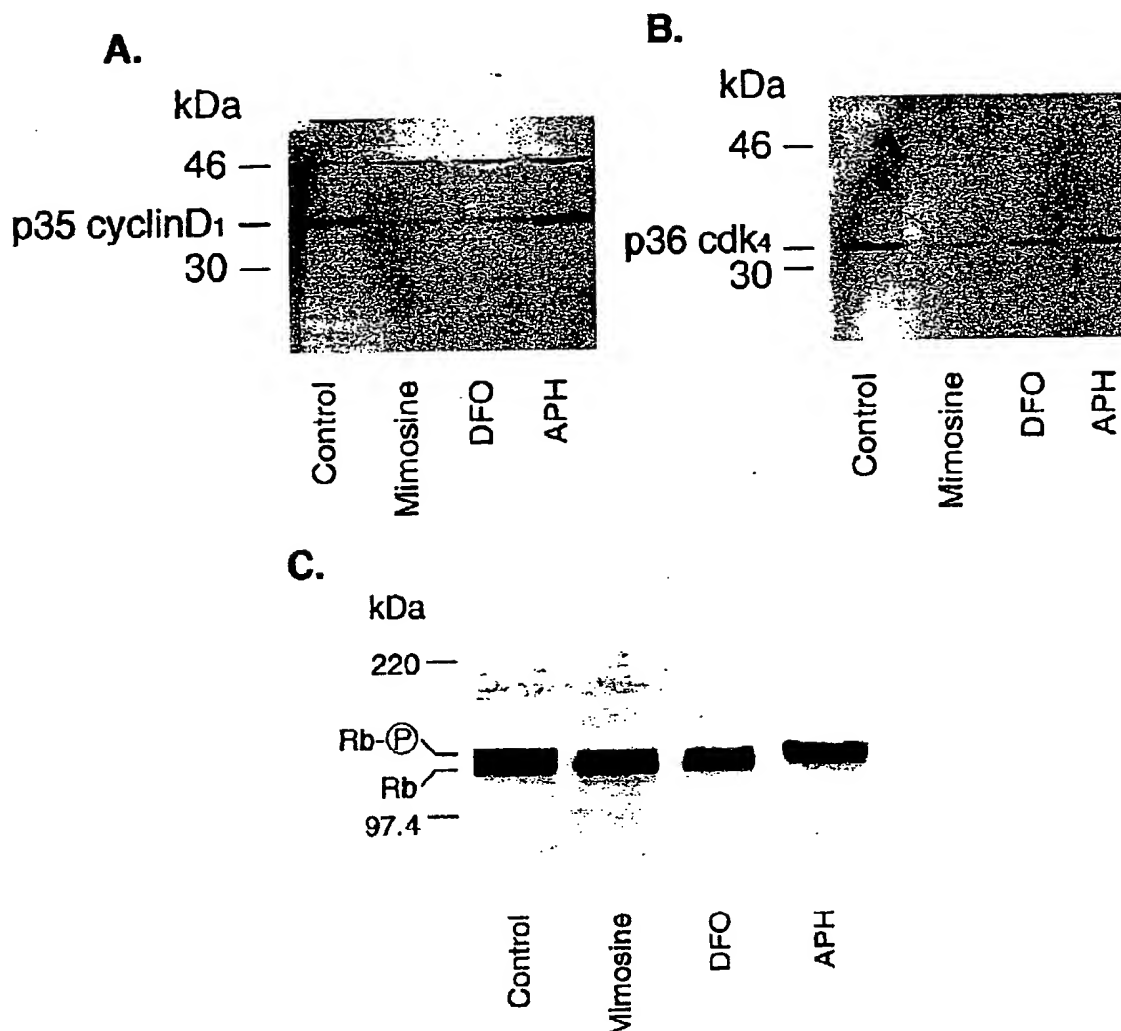 A.
kDa
46
p35 cyclinD1
30
Control
Mimosine
DFO
APH
B.
46
p36 cdk4
30
Control
Mimosine
DFO
APH
C.
kDa
220
Rb-Ⓟ
Rb
97.4
Control
Mimosine
DFO
APH